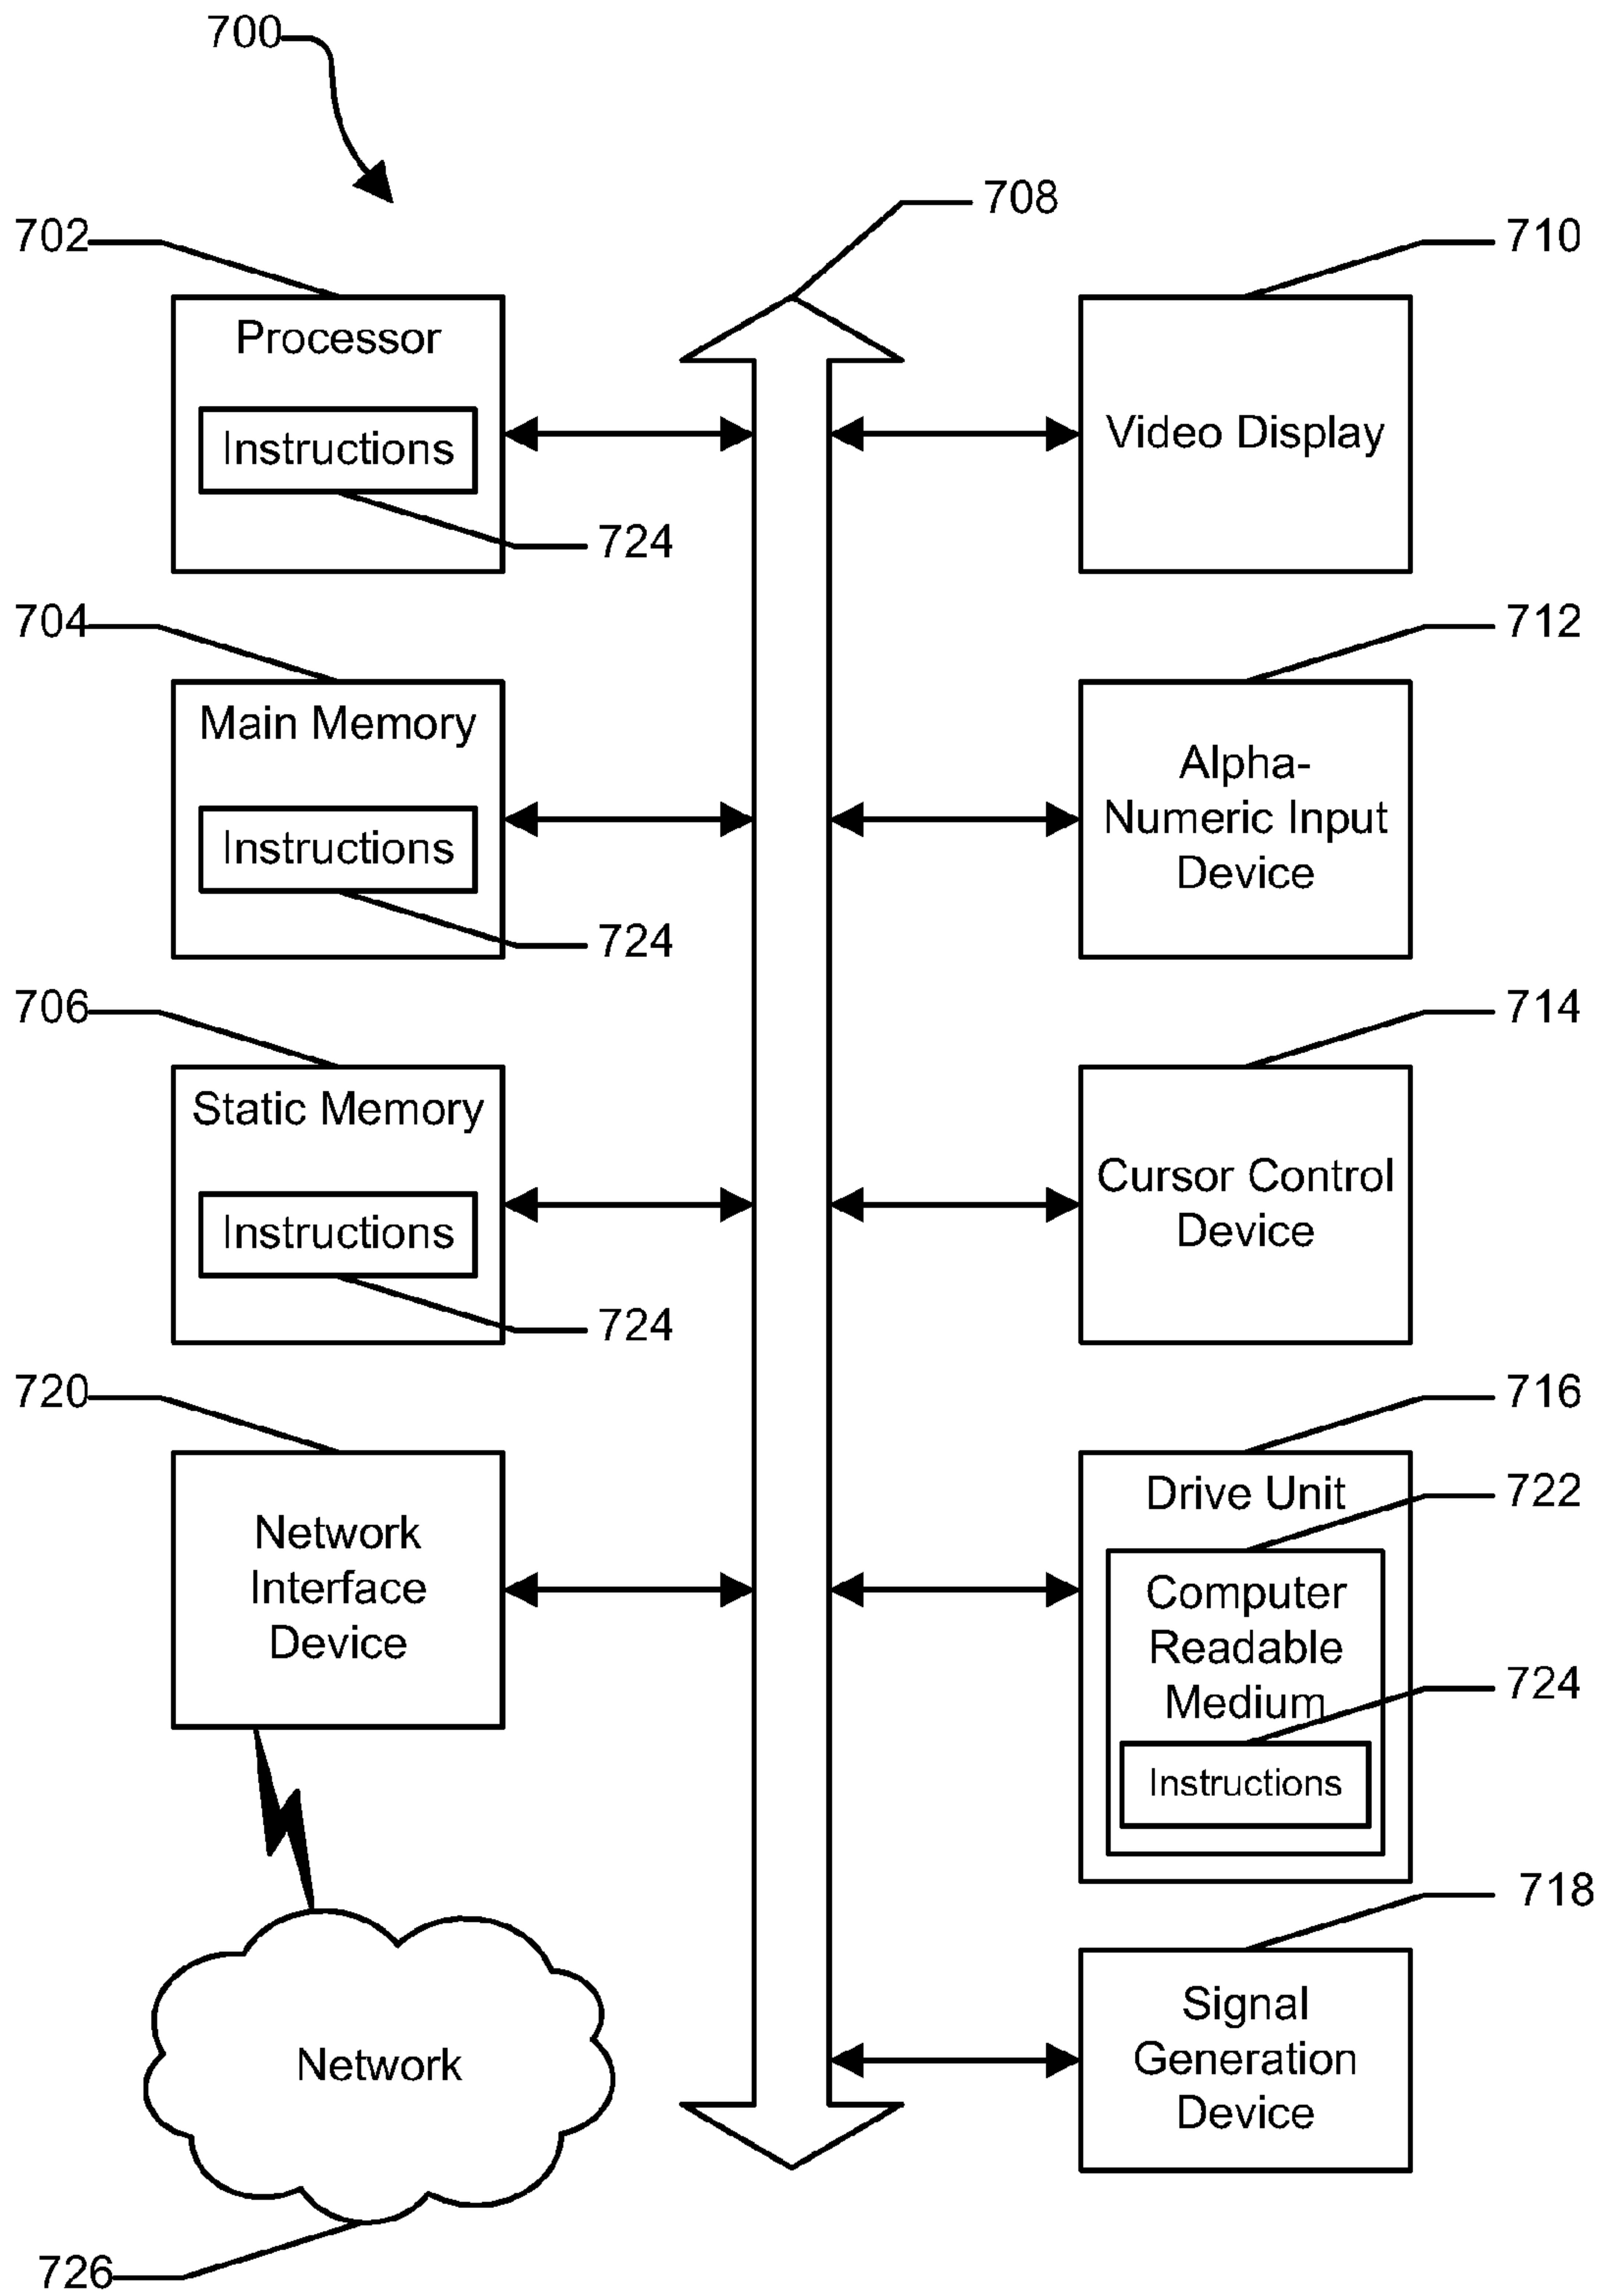 700
708
702
710
Processor
Instructions
724
Video Display
704
712
Main Memory
Instructions
724
Alpha-
Numeric Input
Device
706
714
Static Memory
Instructions
724
Cursor Control
Device
720
716
Network
Interface
Device
Drive Unit
722
Computer
Readable
Medium
724
Instructions
718
Signal
Generation
Device
Network
726